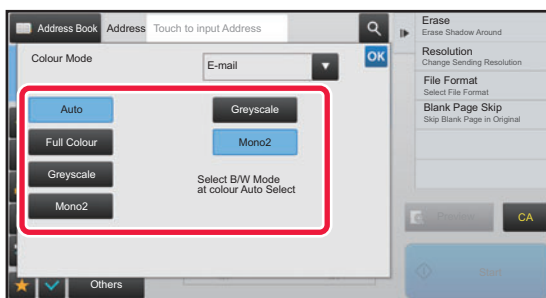 Address Book
Address
Touch to input Address
Colour Mode
E-mail
OK
Auto
Full Colour
Greyscale
Mono2
Greyscale
Mono2
Select B/W Mode
at colour Auto Select
Others
Erase
Erase Shadow Around
Resolution
Change Sending Resolution
File Format
Select File Format
Blank Page Skip
Skip Blank Page in Original
Preview
CA
Start